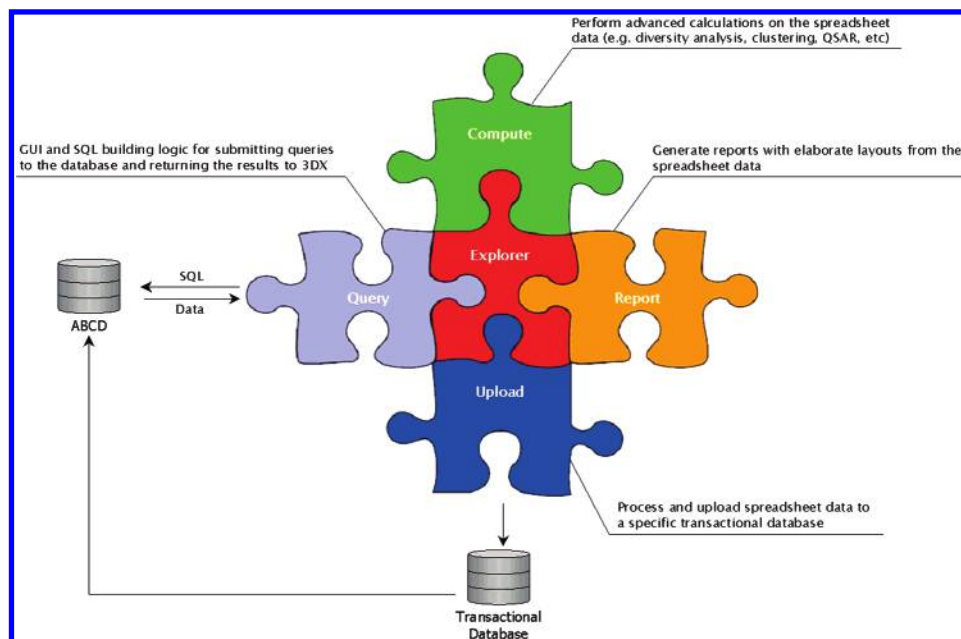 Perform advanced calculations on the spreadsheet
data (e.g. diversity analysis, clustering, QSAR, etc)
Compute
GUI and SQL building logic for submitting queries
to the database and returning the results to 3DX
Generate reports with elaborate layouts from the
spreadsheet data
Explorer
SQL
Query
Report
Data
ABCD
Upload
Process and upload spreadsheet data to
a specific transactional database
Transactional
Database